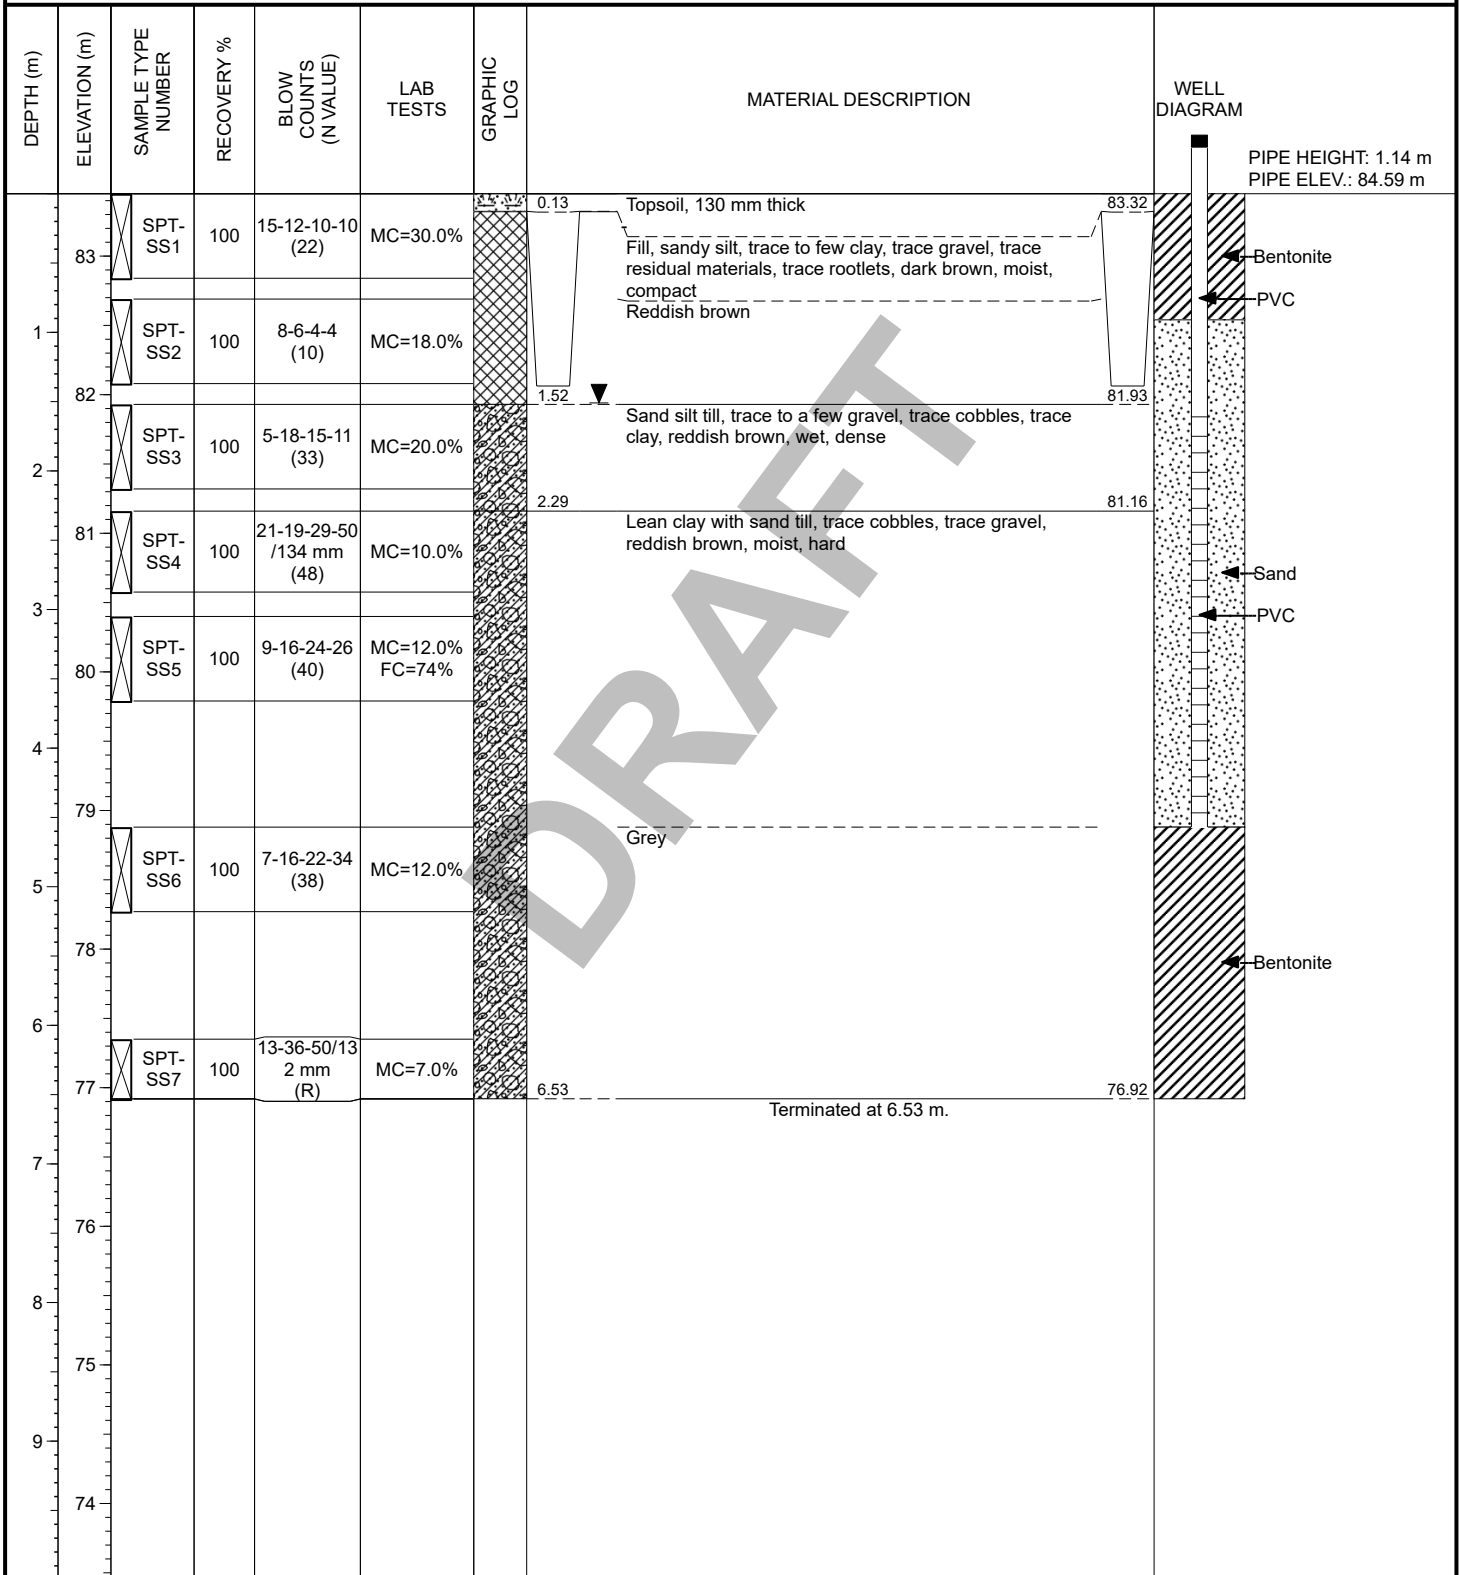 DEPTH (m)
ELEVATION (m)
SAMPLE TYPE
NUMBER
RECOVERY %
BLOW
COUNTS
(N VALUE)
LAB
TESTS
GRAPHIC
LOG
MATERIAL DESCRIPTION
WELL
DIAGRAM
PIPE HEIGHT: 1.14 m
PIPE ELEV.: 84.59 m
0.13
Topsoil, 130 mm thick
83.32
SPT-
SS1
100
15-12-10-10
(22)
MC=30.0%
Fill, sandy silt, trace to few clay, trace gravel, trace
residual materials, trace rootlets, dark brown, moist,
compact
83
Bentonite
PVC
Reddish brown
1
SPT-
SS2
100
8-6-4-4
(10)
MC=18.0%
82
1.52
81.93
Sand silt till, trace to a few gravel, trace cobbles, trace
clay, reddish brown, wet, dense
SPT-
SS3
100
5-18-15-11
(33)
MC=20.0%
2
2.29
81.16
Lean clay with sand till, trace cobbles, trace gravel,
reddish brown, moist, hard
81
SPT-
SS4
100
21-19-29-50
/134 mm
(48)
MC=10.0%
Sand
3
PVC
SPT-
SS5
100
9-16-24-26
(40)
MC=12.0%
FC=74%
80
4
79
Grey
SPT-
SS6
100
7-16-22-34
(38)
MC=12.0%
5
78
Bentonite
6
SPT-
SS7
100
13-36-50/13
2 mm
(R)
MC=7.0%
77
6.53
76.92
Terminated at 6.53 m.
7
76
8
75
9
74
DRAFT